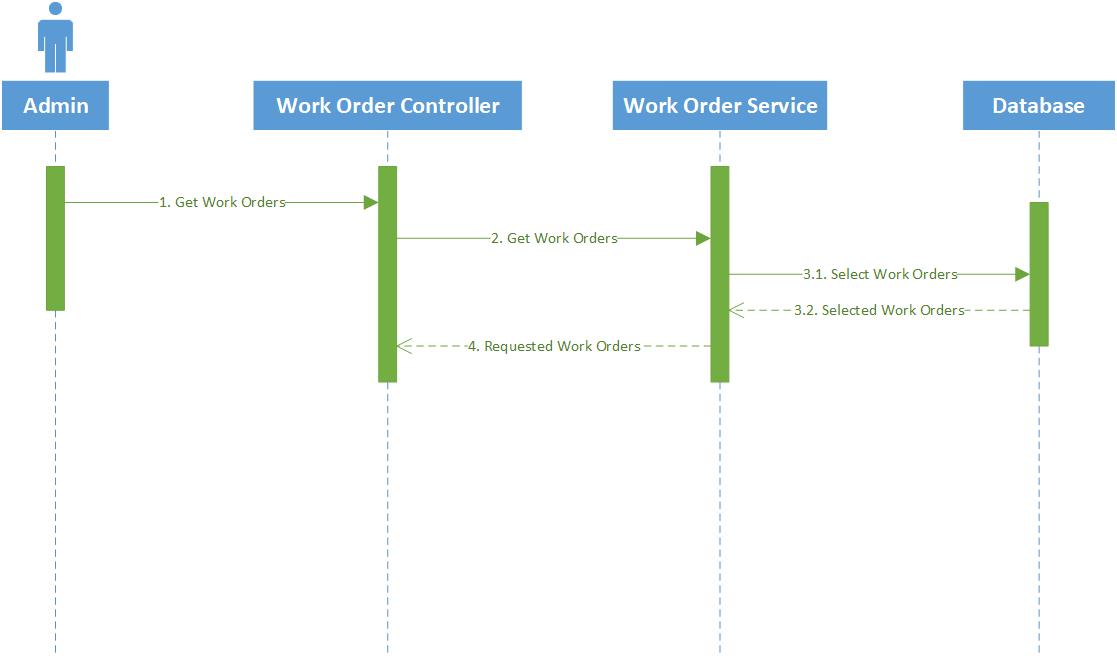 Admin
Work Order Controller
Work Order Service
Database
1. Get Work Orders
2. Get Work Orders
3.1. Select Work Orders
3.2. Selected Work Orders
4. Requested Work Orders